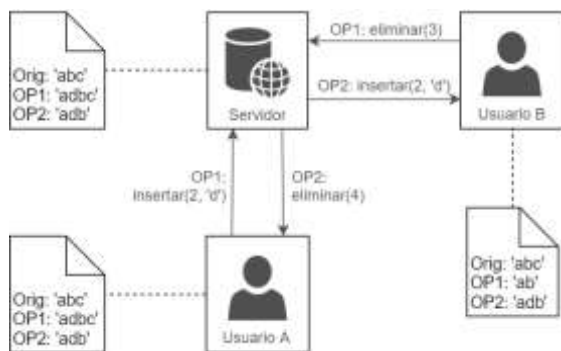 Orig: 'abc'
OP1: 'adbc'
OP2: 'adb'
Servidor
OP1: eliminar(3)
OP2: insertar(2, 'd')
Usuario B
OP1:
insertar(2, 'd')
OP2:
eliminar(4)
Orig: 'abc'
OP1: 'adbc'
OP2: 'adb'
Usuario A
Orig: 'abc'
OP1: 'ab'
OP2: 'adb'